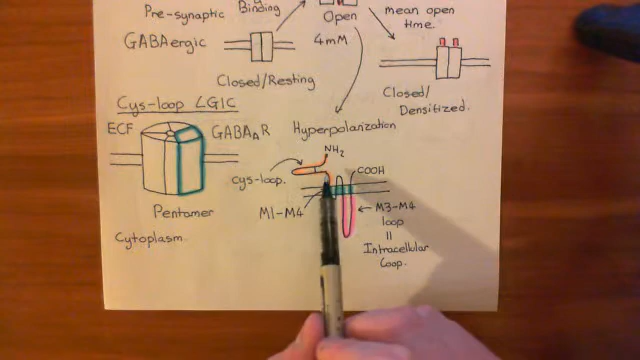 Pre-synaptic
Binding
Open
mean open
time.
GABAergic
4mM
Closed/Resting
Closed/
Densitized.
Cys-loop LGIC
ECF
GABAAR
Hyperpolarization
NH2
COOH
cys-loop.
M1-M4
M3-M4
loop
=
Intracellular
Loop.
Pentamer
Cytoplasm.